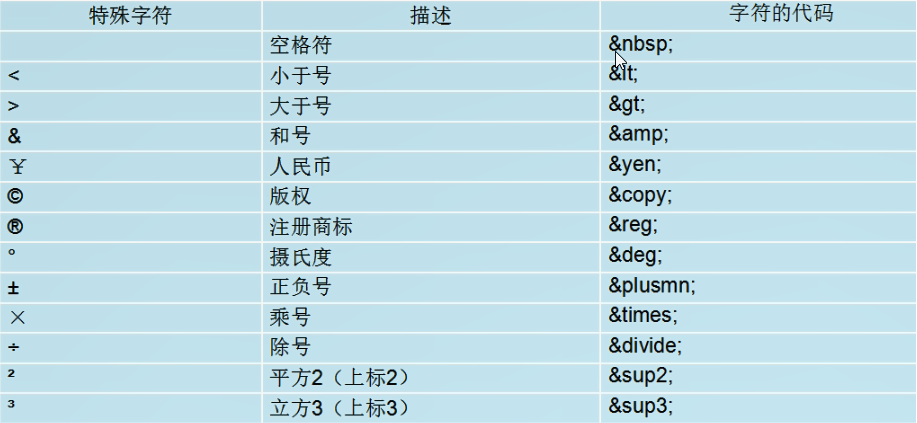 特殊字符 描述 字符的代码
空格符 &nbsp;
< 小于号 &lt;
> 大于号 &gt;
& 和号 &amp;
￥ 人民币 &yen;
© 版权 &copy;
® 注册商标 &reg;
° 摄氏度 &deg;
± 正负号 &plusmn;
× 乘号 &times;
÷ 除号 &divide;
² 平方2（上标2） &sup2;
³ 立方3（上标3） &sup3;